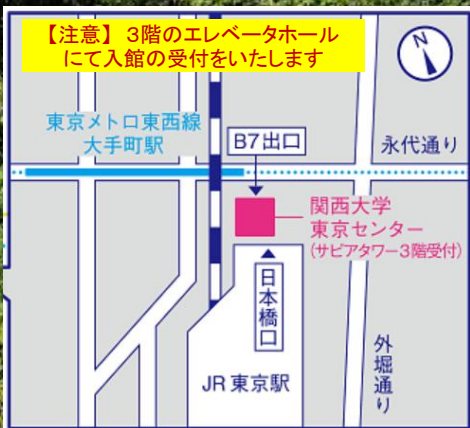 【注意】 3階のエレベータホール
にて入館の受付をいたします
N
東京メトロ東西線
大手町駅
B7出口
永代通り
関西大学
東京センター
(サピアタワー3階受付)
日本橋口
JR東京駅
外堀通り